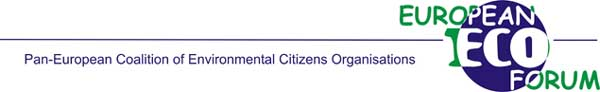 EUROPEAN
ECO
Pan-European Coalition of Environmental Citizens Organisations
FORUM